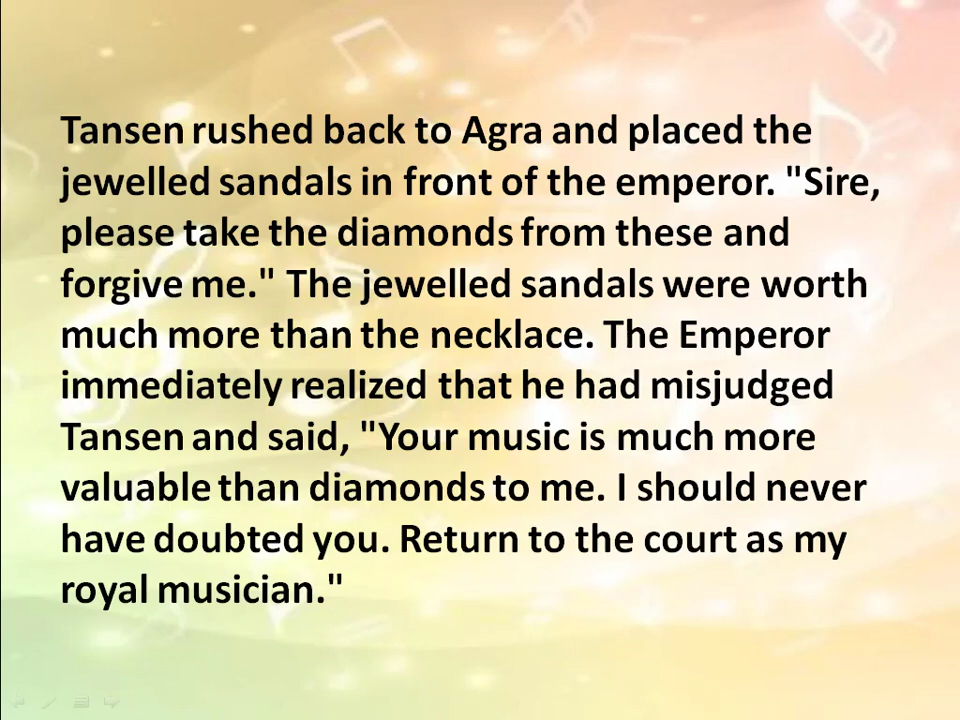 Tansen rushed back to Agra and placed the
jewelled sandals in front of the emperor. "Sire,
please take the diamonds from these and
forgive me." The jewelled sandals were worth
much more than the necklace. The Emperor
immediately realized that he had misjudged
Tansen and said, "Your music is much more
valuable than diamonds to me. I should never
have doubted you. Return to the court as my
royal musician."